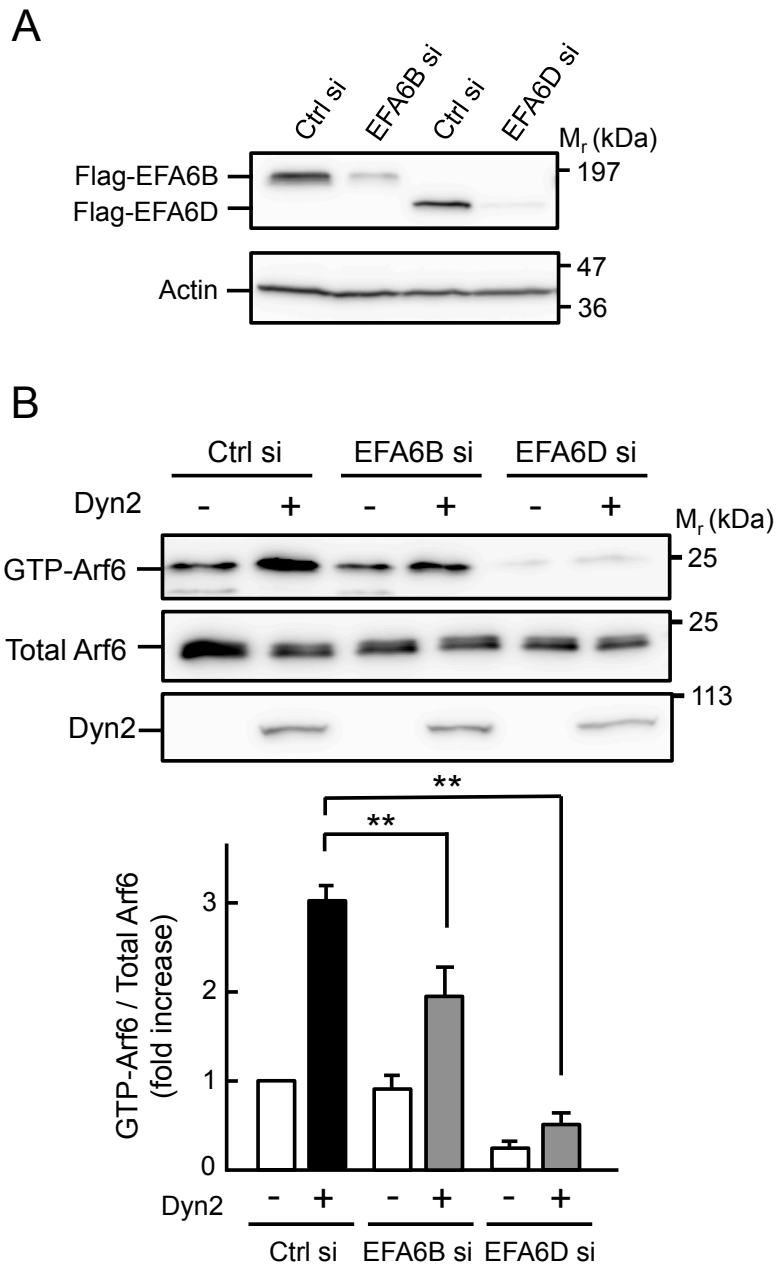 A
Ctrl si EFA6B si Ctrl si EFA6D si
Mr (kDa)
Flag-EFA6B 197
Flag-EFA6D
Actin 47
36
B
Ctrl si EFA6B si EFA6D si
Dyn2 - + - + - +
Mr (kDa)
GTP-Arf6 25
Total Arf6 25
Dyn2 113
**
**
GTP-Arf6 / Total Arf6
(fold increase)
3
2
1
0
Dyn2 - + - + - +
Ctrl si EFA6B si EFA6D si